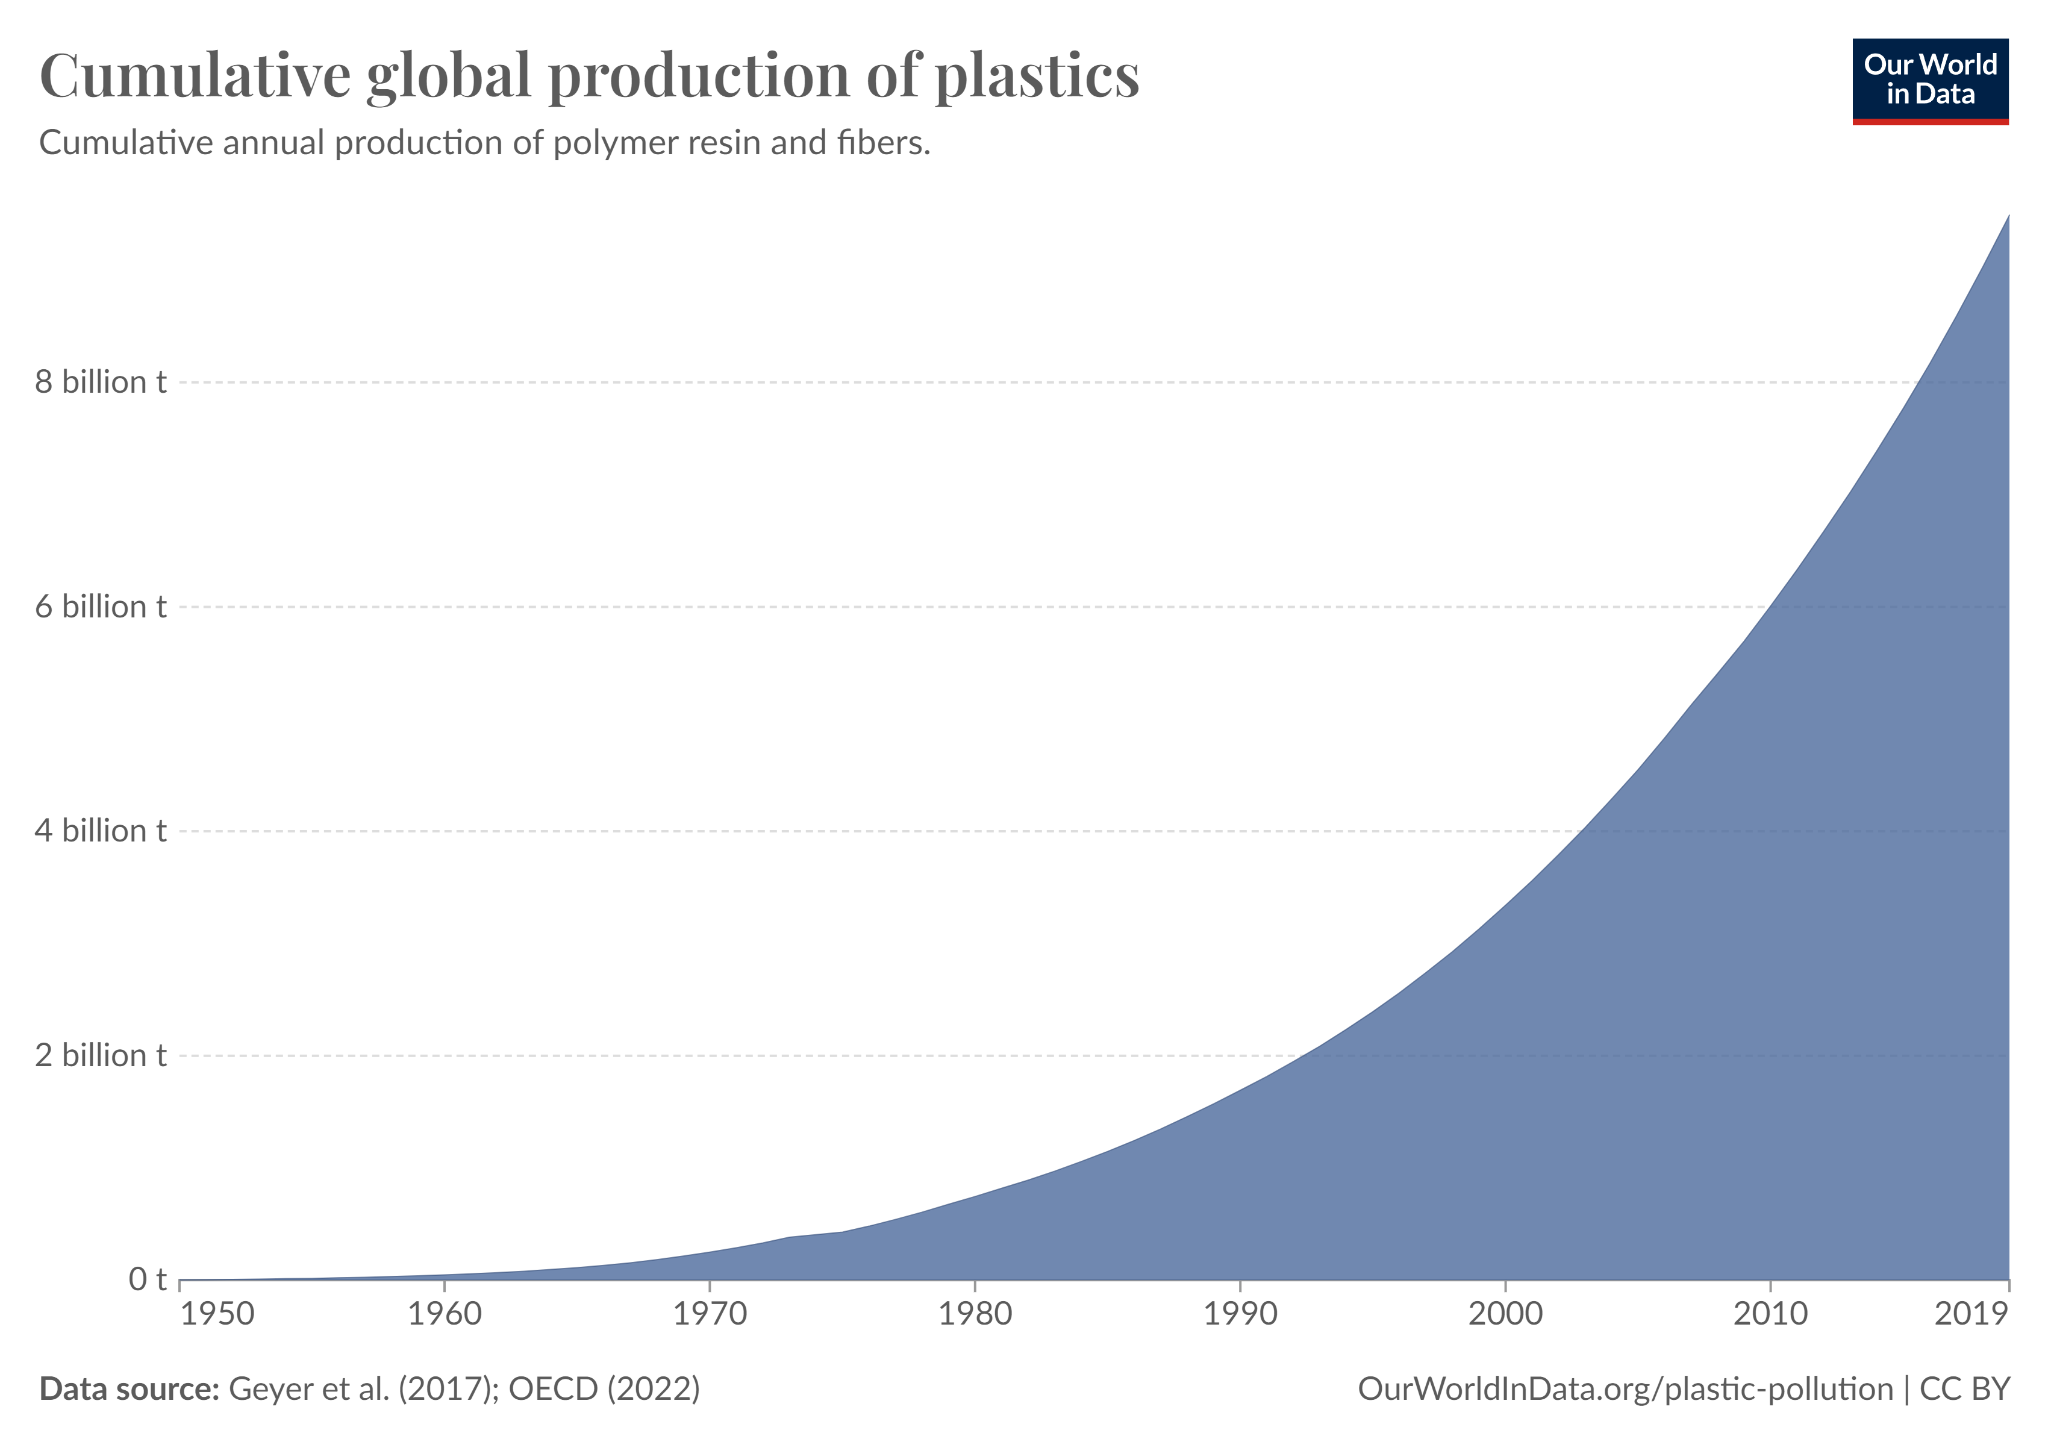 Cumulative global production of plastics
Cumulative annual production of polymer resin and fibers.
Our World
in Data
8 billion t
6 billion t
4 billion t
2 billion t
0 t
1950 1960 1970 1980 1990 2000 2010 2019
Data source: Geyer et al. (2017); OECD (2022)
OurWorldInData.org/plastic-pollution | CC BY